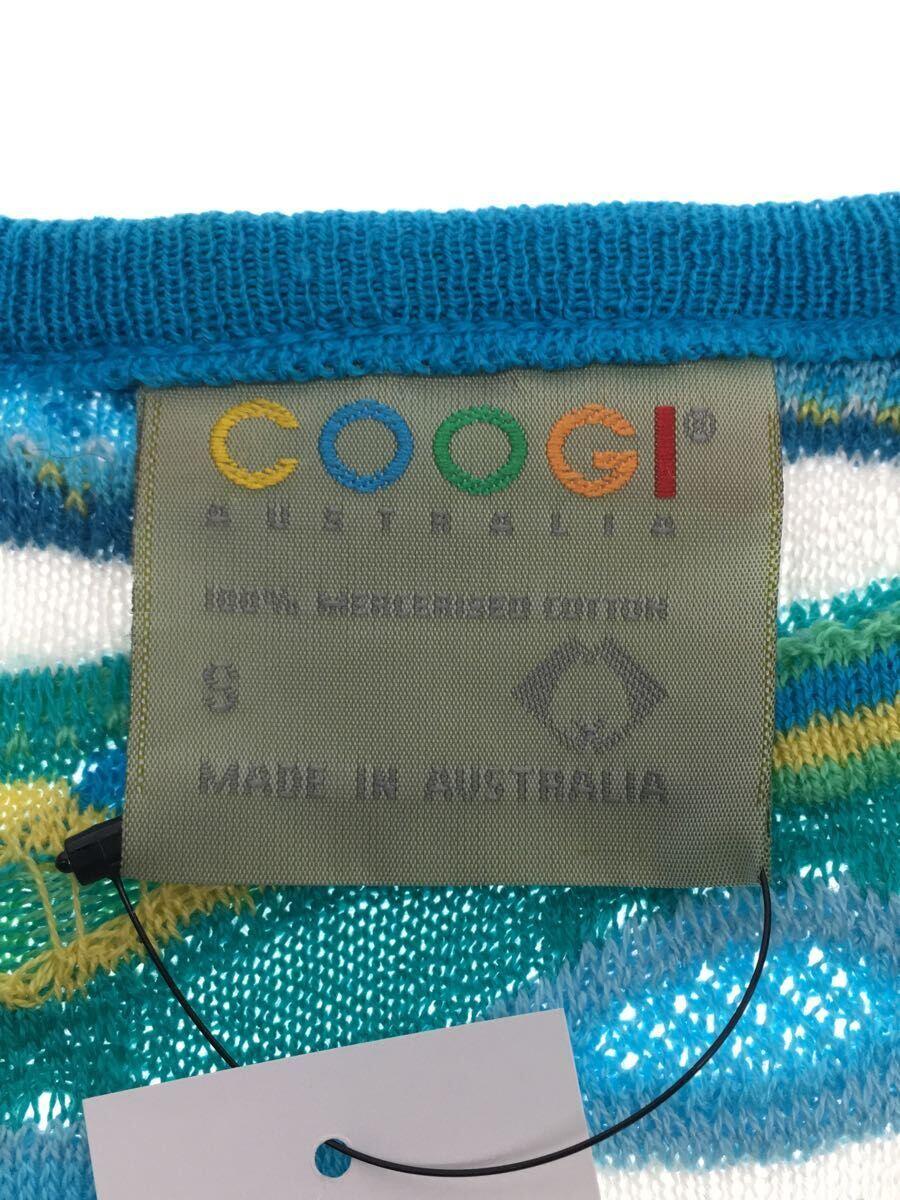 COOGI®
AUSTRALIA
100% MERCERISED COTTON
S
MADE IN AUSTRALIA